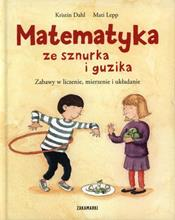 Kristin Dahl   Mati Lepp
Matematyka
ze sznurka
i guzika
Zabawy w liczenie, mierzenie i układanie
ZAKAMARKI